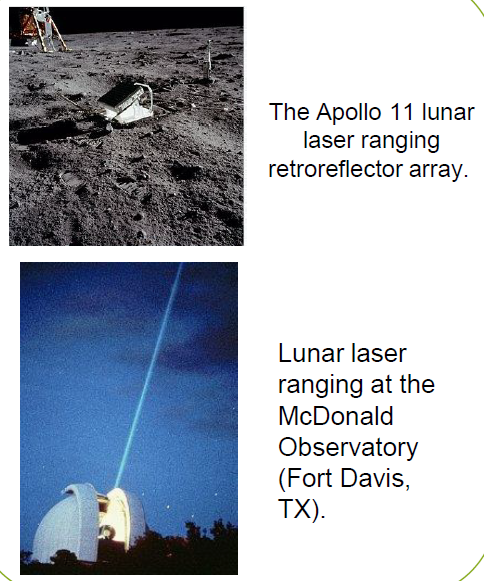 The Apollo 11 lunar
laser ranging
retroreflector array.
Lunar laser
ranging at the
McDonald
Observatory
(Fort Davis,
TX).